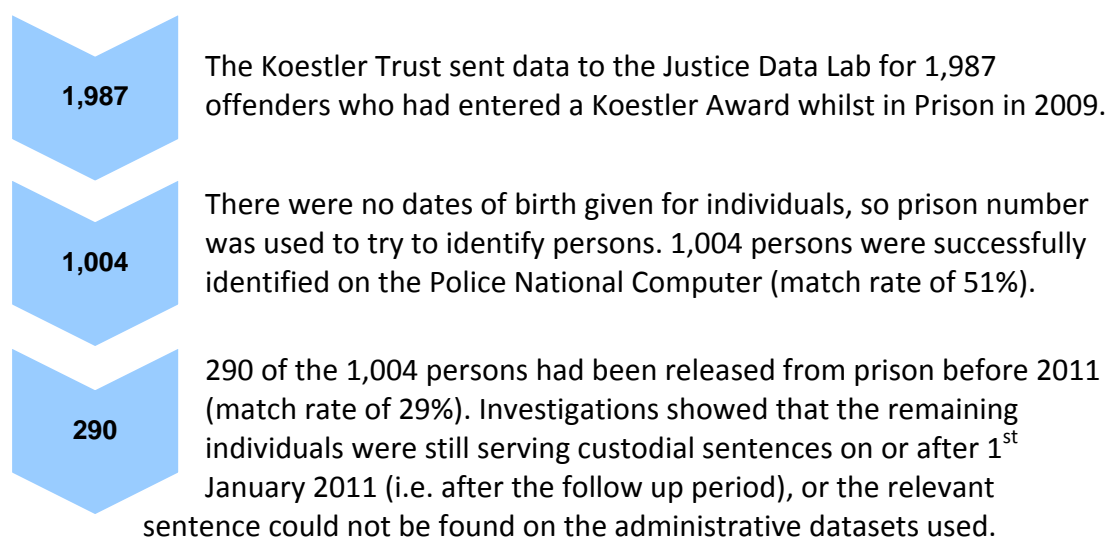 1,987
The Koestler Trust sent data to the Justice Data Lab for 1,987
offenders who had entered a Koestler Award whilst in Prison in 2009.
1,004
There were no dates of birth given for individuals, so prison number
was used to try to identify persons. 1,004 persons were successfully
identified on the Police National Computer (match rate of 51%).
290
290 of the 1,004 persons had been released from prison before 2011
(match rate of 29%). Investigations showed that the remaining
individuals were still serving custodial sentences on or after 1st
January 2011 (i.e. after the follow up period), or the relevant
sentence could not be found on the administrative datasets used.